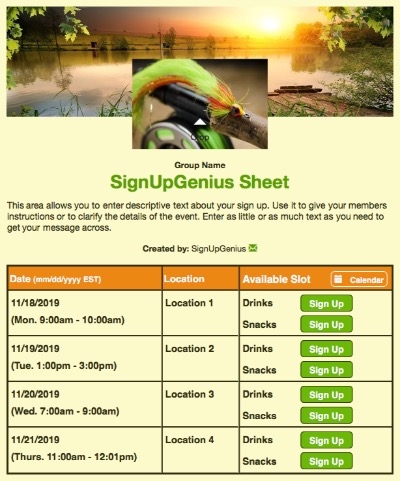 Group Name
SignUpGenius Sheet
This area allows you to enter descriptive text about your sign up. Use it to give your members
instructions or to clarify the details of the event. Enter as little or as much text as you need to
get your message across.
Created by: SignUpGenius
Date (mm/dd/yyyy EST) Location Available Slot Calendar
11/18/2019 Location 1 Drinks Sign Up
(Mon. 9:00am - 10:00am) Snacks Sign Up
11/19/2019 Location 2 Drinks Sign Up
(Tue. 1:00pm - 3:00pm) Snacks Sign Up
11/20/2019 Location 3 Drinks Sign Up
(Wed. 7:00am - 9:00am) Snacks Sign Up
11/21/2019 Location 4 Drinks Sign Up
(Thurs. 11:00am - 12:01pm) Snacks Sign Up